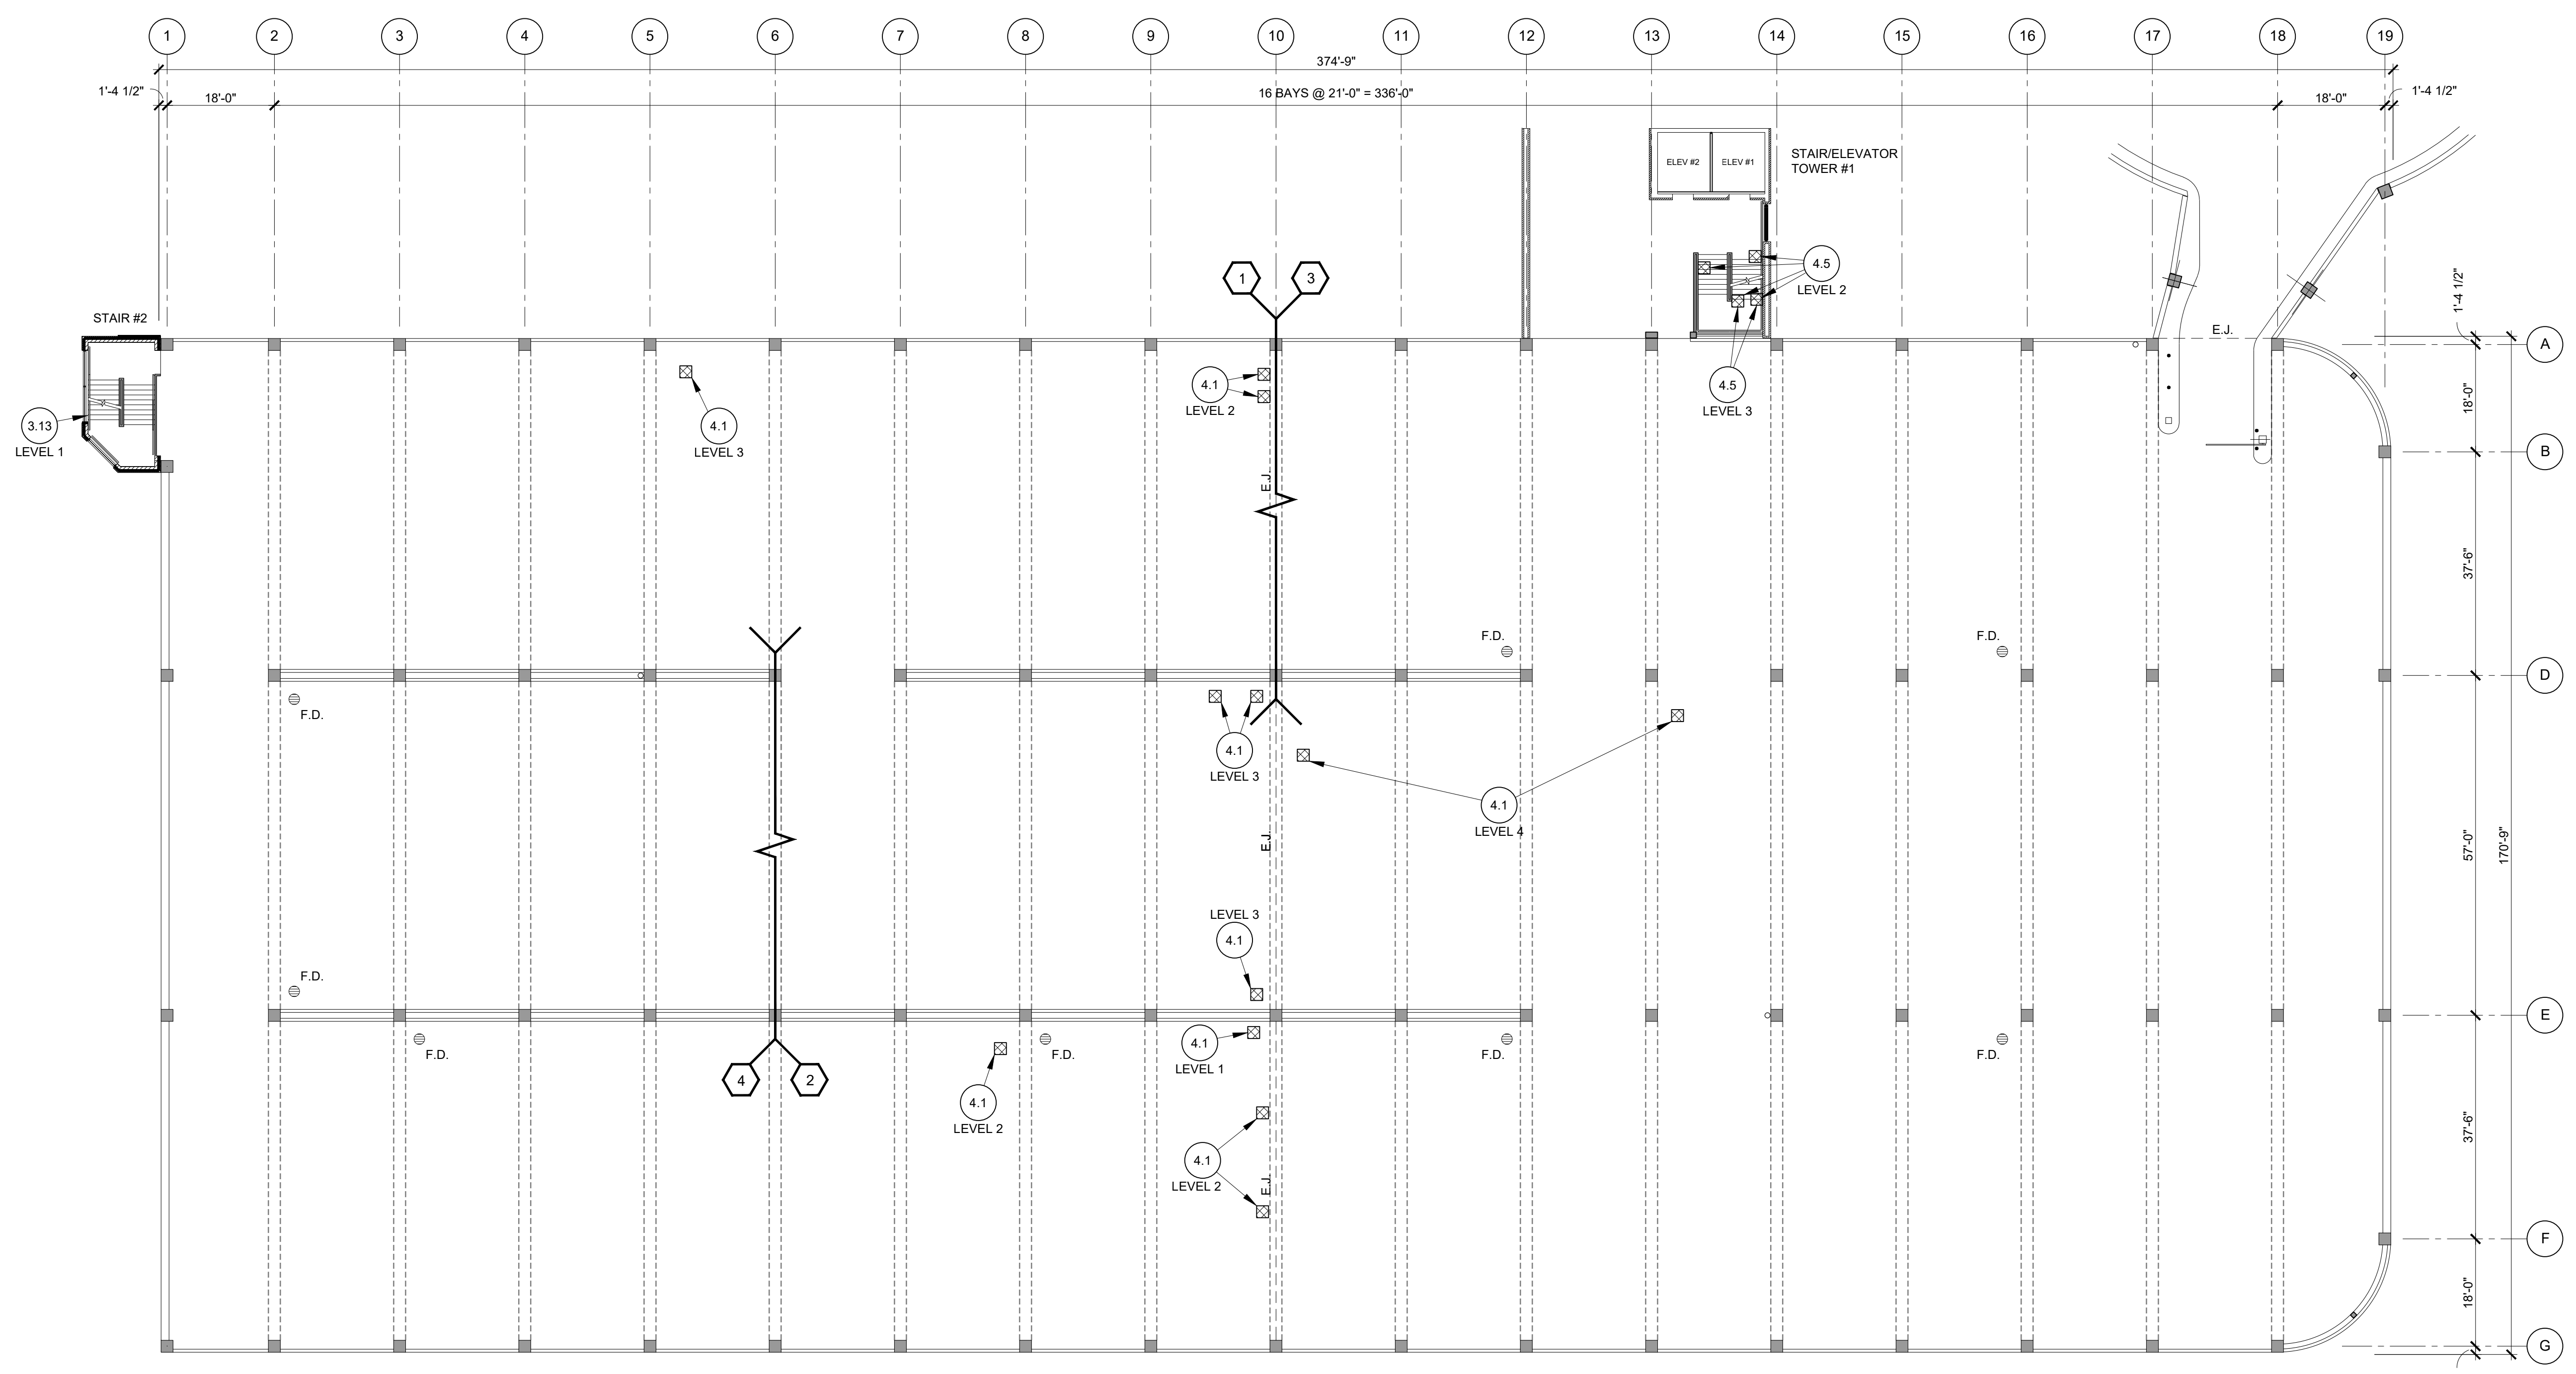 1 2 3 4 5 6 7 8 9 10 11 12 13 14 15 16 17 18 19
374'-9"
1'-4 1/2" 18'-0" 16 BAYS @ 21'-0" = 336'-0" 18'-0" 1'-4 1/2"
ELEV #2 ELEV #1
STAIR/ELEVATOR
TOWER #1
4.5
LEVEL 2
1 3
1'-4 1/2"
STAIR #2
E.J.
A
4.1
LEVEL 2
4.5
LEVEL 3
18'-0"
3.13
LEVEL 1
4.1
LEVEL 3
B
E.J.
37'-6"
F.D.
F.D.
D
F.D.
4.1
LEVEL 3
4.1
LEVEL 4
E.J.
57'-0"
170'-9"
LEVEL 3
4.1
F.D.
E
4.1
LEVEL 1
F.D.
F.D.
F.D.
F.D.
4 2
4.1
LEVEL 2
37'-6"
4.1
LEVEL 2
E.J.
F
18'-0"
G